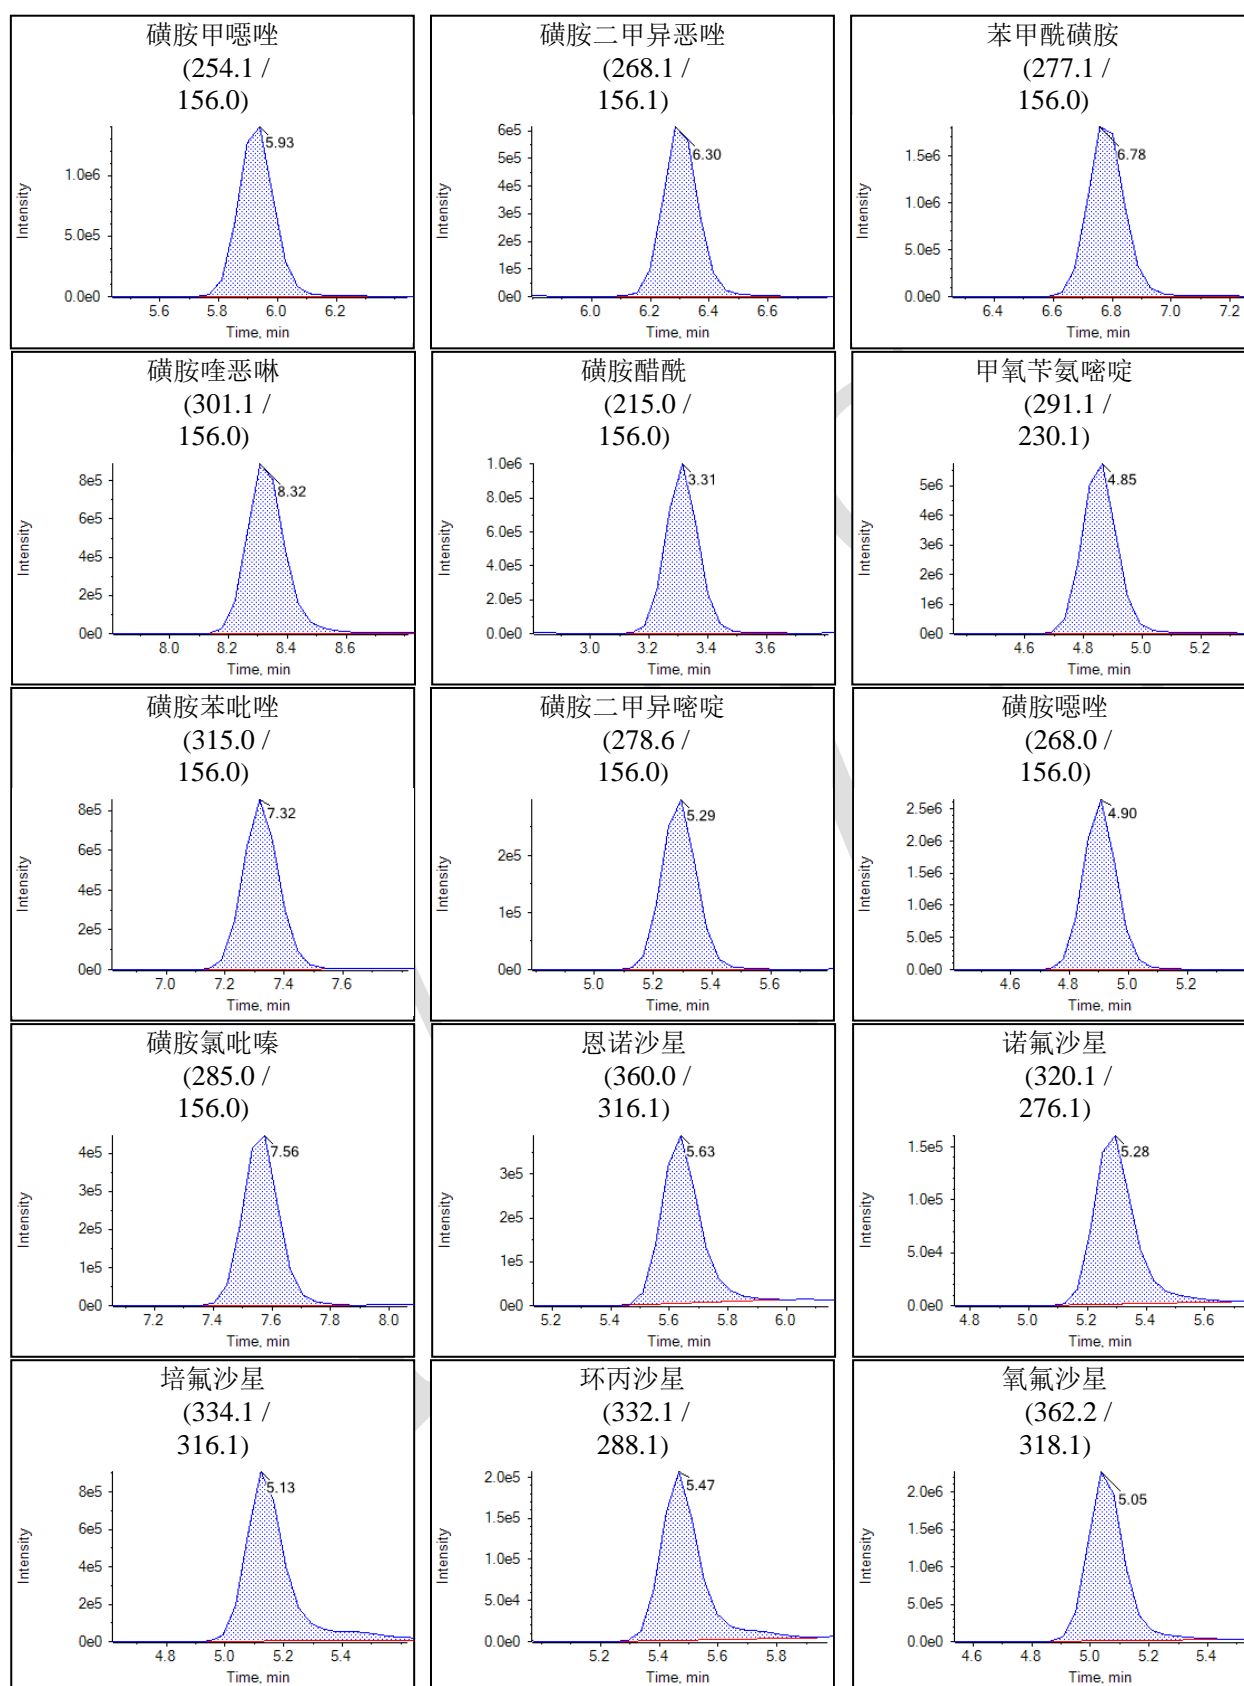 磺胺甲噁唑
(254.1 /
156.0)
5.93
1.0e6
5.0e5
0.0e0
Intensity
5.6 5.8 6.0 6.2
Time, min
磺胺二甲异恶唑
(268.1 /
156.1)
6e5
6.30
5e5
4e5
3e5
2e5
1e5
0e0
Intensity
6.0 6.2 6.4 6.6
Time, min
苯甲酰磺胺
(277.1 /
156.0)
6.78
1.5e6
1.0e6
5.0e5
0.0e0
Intensity
6.4 6.6 6.8 7.0 7.2
Time, min
磺胺喹恶啉
(301.1 /
156.0)
8e5
8.32
6e5
4e5
2e5
0e0
Intensity
8.0 8.2 8.4 8.6
Time, min
磺胺醋酰
(215.0 /
156.0)
1.0e6
3.31
8.0e5
6.0e5
4.0e5
2.0e5
0.0e0
Intensity
3.0 3.2 3.4 3.6
Time, min
甲氧苄氨嘧啶
(291.1 /
230.1)
4.85
5e6
4e6
3e6
2e6
1e6
0e0
Intensity
4.6 4.8 5.0 5.2
Time, min
磺胺苯吡唑
(315.0 /
156.0)
8e5
7.32
6e5
4e5
2e5
0e0
Intensity
7.0 7.2 7.4 7.6
Time, min
磺胺二甲异嘧啶
(278.6 /
156.0)
5.29
2e5
1e5
0e0
Intensity
5.0 5.2 5.4 5.6
Time, min
磺胺噁唑
(268.0 /
156.0)
2.5e6
4.90
2.0e6
1.5e6
1.0e6
5.0e5
0.0e0
Intensity
4.6 4.8 5.0 5.2
Time, min
磺胺氯吡嗪
(285.0 /
156.0)
4e5
7.56
3e5
2e5
1e5
0e0
Intensity
7.2 7.4 7.6 7.8 8.0
Time, min
恩诺沙星
(360.0 /
316.1)
5.63
3e5
2e5
1e5
0e0
Intensity
5.2 5.4 5.6 5.8 6.0
Time, min
诺氟沙星
(320.1 /
276.1)
1.5e5
5.28
1.0e5
5.0e4
0.0e0
Intensity
4.8 5.0 5.2 5.4 5.6
Time, min
培氟沙星
(334.1 /
316.1)
8e5
5.13
6e5
4e5
2e5
0e0
Intensity
4.8 5.0 5.2 5.4
Time, min
环丙沙星
(332.1 /
288.1)
2.0e5
5.47
1.5e5
1.0e5
5.0e4
0.0e0
Intensity
5.2 5.4 5.6 5.8
Time, min
氧氟沙星
(362.2 /
318.1)
2.0e6
5.05
1.5e6
1.0e6
5.0e5
0.0e0
Intensity
4.6 4.8 5.0 5.2 5.4
Time, min